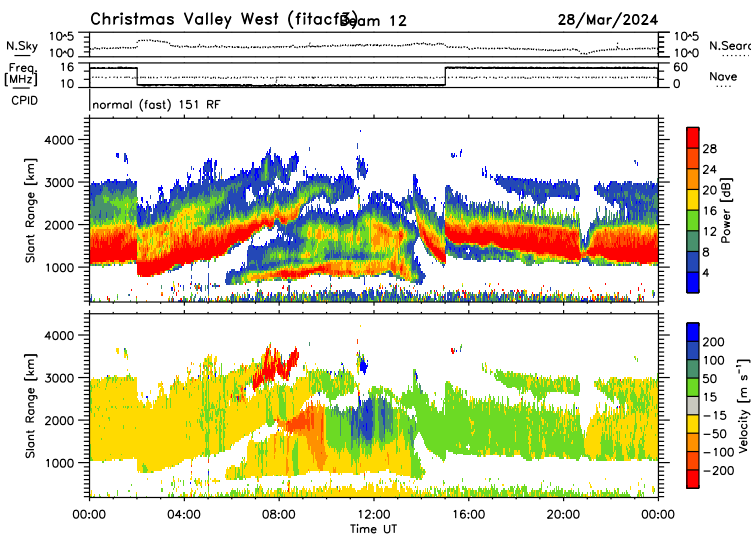 Christmas Valley West (fitacf3) Beam 12 28/Mar/2024
N.Sky 10^5 10^0 10^5 10^0 N.Searc
Freq. [MHz] 16 10 60 0 Nave
CPID normal (fast) 151 RF
Slant Range [km] 4000 3000 2000 1000
Power [dB] 28 24 20 16 12 8 4
Slant Range [km] 4000 3000 2000 1000
Velocity [m s⁻¹] 200 100 50 15 -15 -50 -100 -200
00:00 04:00 08:00 12:00 16:00 20:00 00:00
Time UT